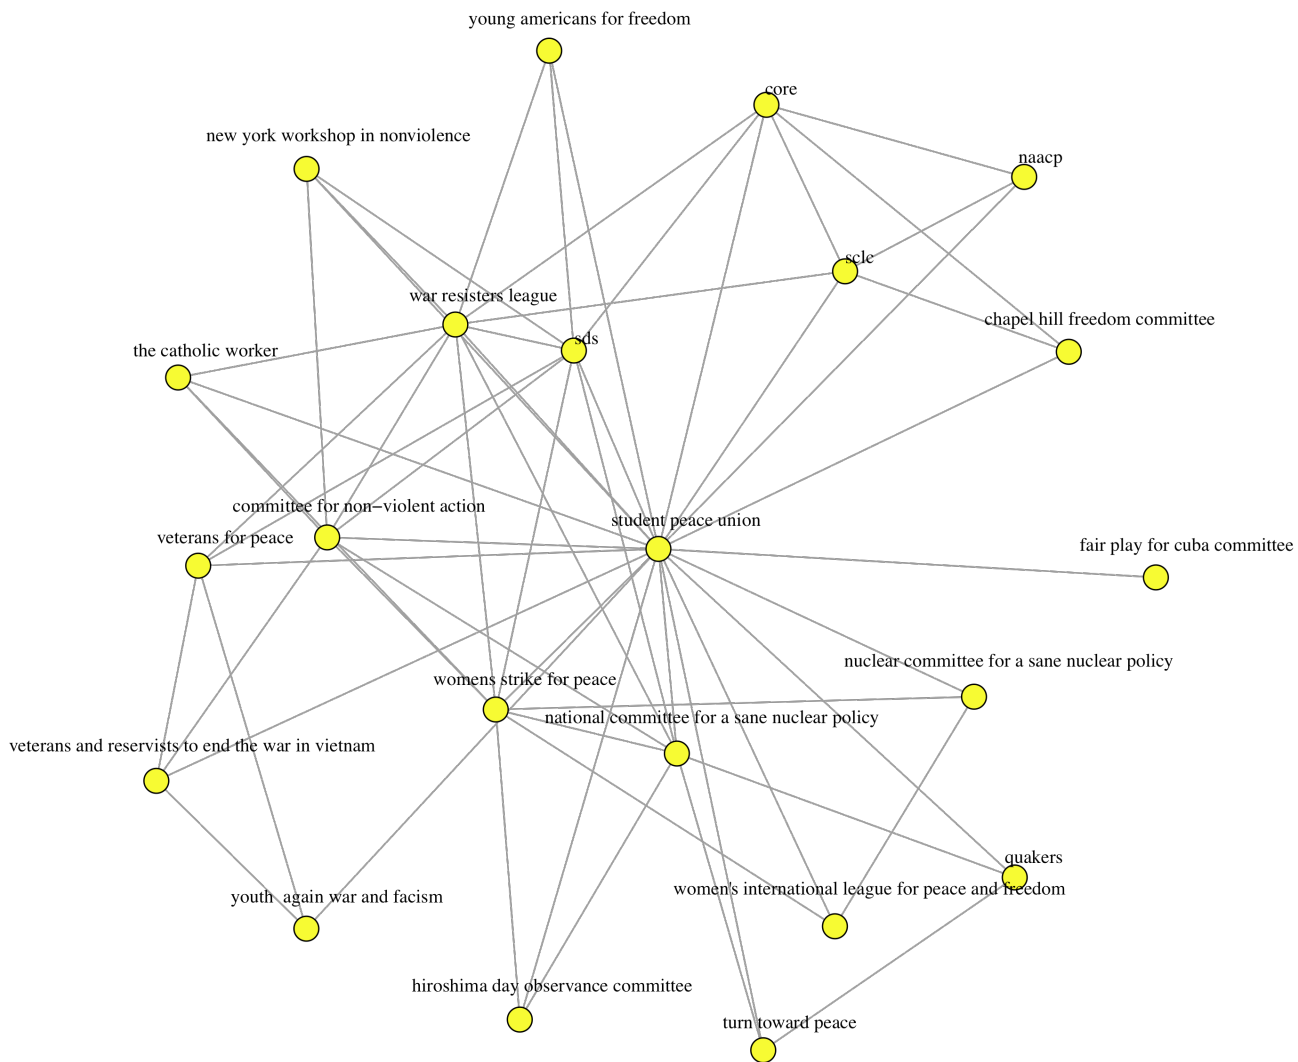 young americans for freedom
core
new york workshop in nonviolence
naacp
sclc
war resisters league
chapel hill freedom committee
sds
the catholic worker
committee for non−violent action
student peace union
veterans for peace
fair play for cuba committee
nuclear committee for a sane nuclear policy
womens strike for peace
national committee for a sane nuclear policy
veterans and reservists to end the war in vietnam
quakers
women's international league for peace and freedom
youth  again war and facism
hiroshima day observance committee
turn toward peace